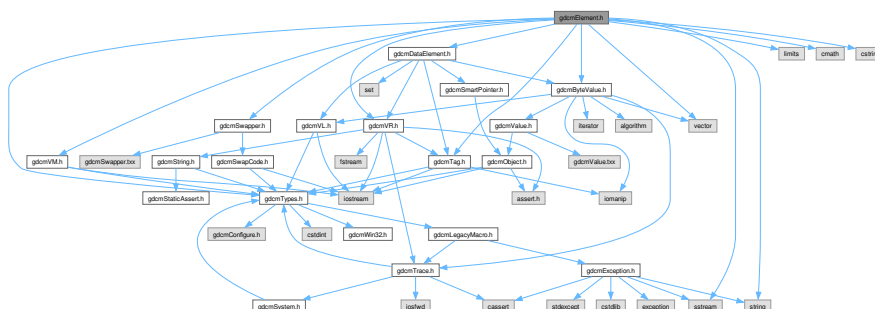 gdcmElement.h
gdcmDataElement.h
limits
cmath
cstring
set
gdcmSmartPointer.h
gdcmByteValue.h
gdcmSwapper.h
gdcmVL.h
gdcmVR.h
gdcmValue.h
iterator
algorithm
vector
gdcmVM.h
gdcmSwapper.txx
gdcmString.h
gdcmSwapCode.h
fstream
gdcmTag.h
gdcmObject.h
gdcmValue.txx
gdcmStaticAssert.h
gdcmTypes.h
iostream
assert.h
iomanip
gdcmConfigure.h
cstdint
gdcmWin32.h
gdcmLegacyMacro.h
gdcmTrace.h
gdcmException.h
gdcmSystem.h
iosfwd
cassert
stdexcept
cstdlib
exception
sstream
string